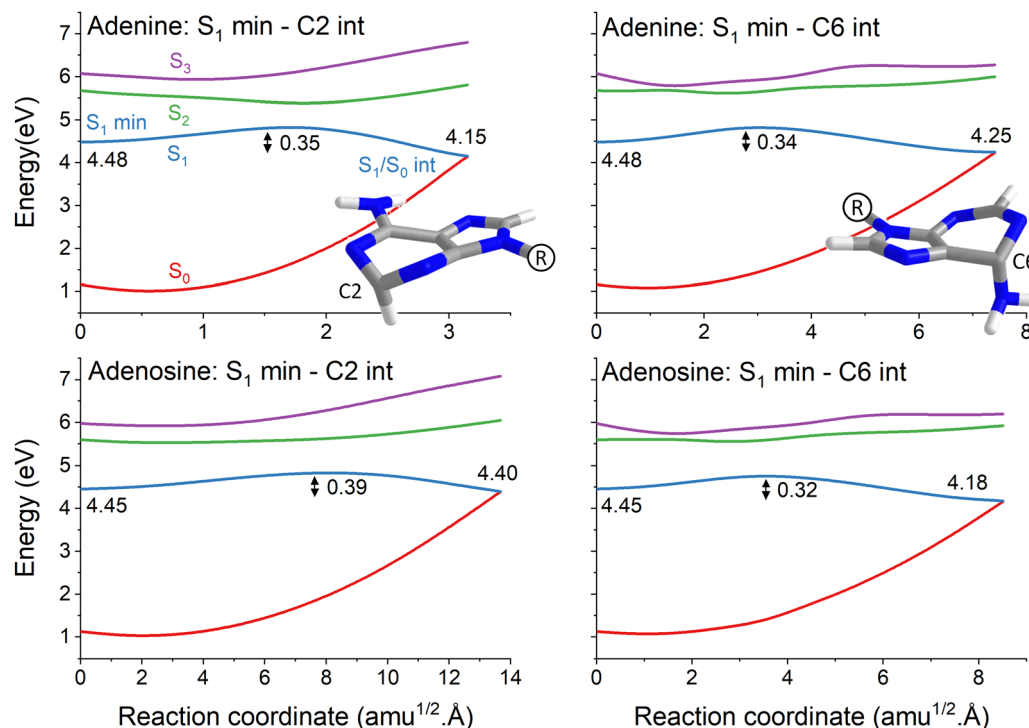 Adenine: S₁ min - C2 int
7
6
5
4
3
2
1
Energy(eV)
S₃
S₂
S₁ min
4.48
S₁
0.35
4.15
S₁/S₀ int
S₀
C2
R
0
1
2
3
Adenine: S₁ min - C6 int
4.48
0.34
4.25
R
C6
0
2
4
6
8
Adenosine: S₁ min - C2 int
7
6
5
4
3
2
1
Energy (eV)
4.45
0.39
4.40
0
2
4
6
8
10
12
14
Reaction coordinate (amu¹/².Å)
Adenosine: S₁ min - C6 int
4.45
0.32
4.18
0
2
4
6
8
Reaction coordinate (amu¹/².Å)